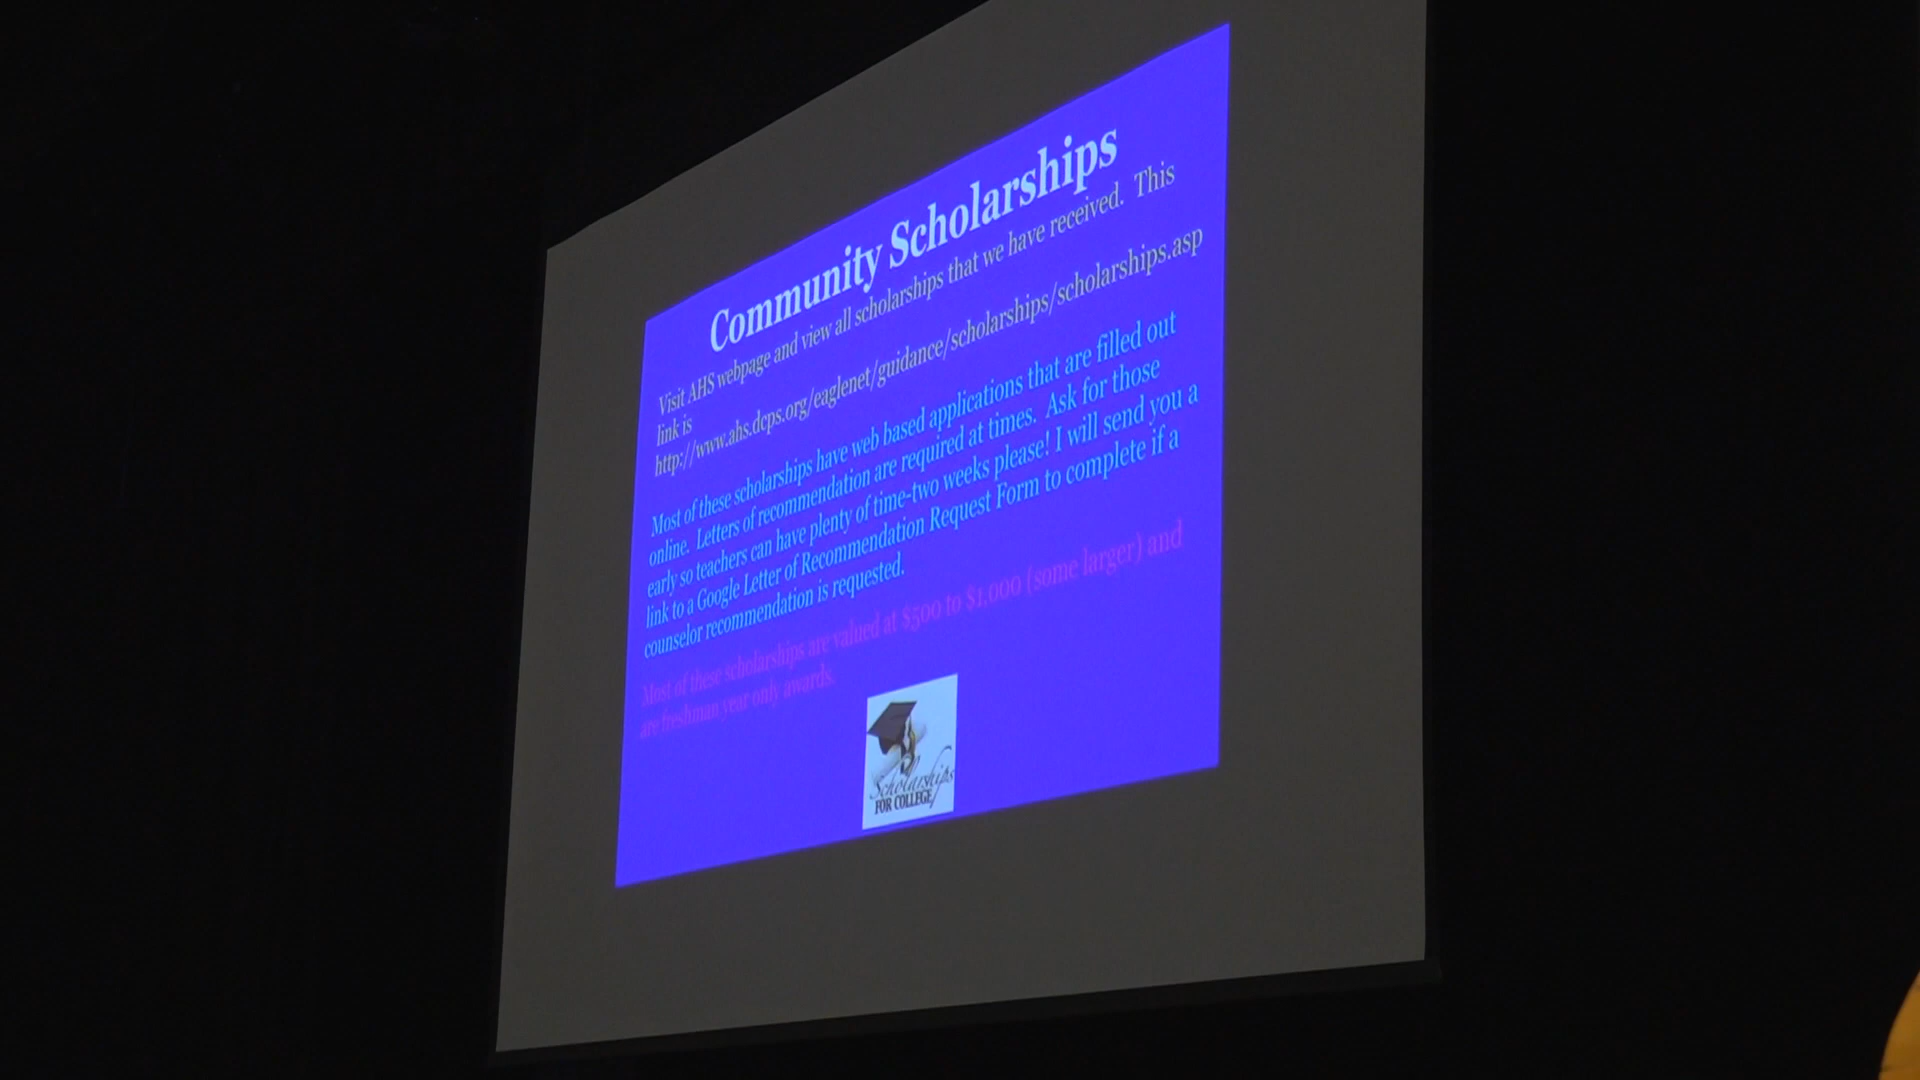 Community Scholarships
Visit AHS webpage and view all scholarships that we have received. This
link is
http://www.ahs.dcps.org/eaglenet/guidance/scholarships/scholarships.asp
Most of these scholarships have web based applications that are filled out
online. Letters of recommendation are required at times. Ask for those
early so teachers can have plenty of time-two weeks please! I will send you a
link to a Google Letter of Recommendation Request Form to complete if a
counselor recommendation is requested.
Most of these scholarships are valued at $500 to $1,000 (some larger) and
are freshman year only awards.
Scholarships
FOR COLLEGE